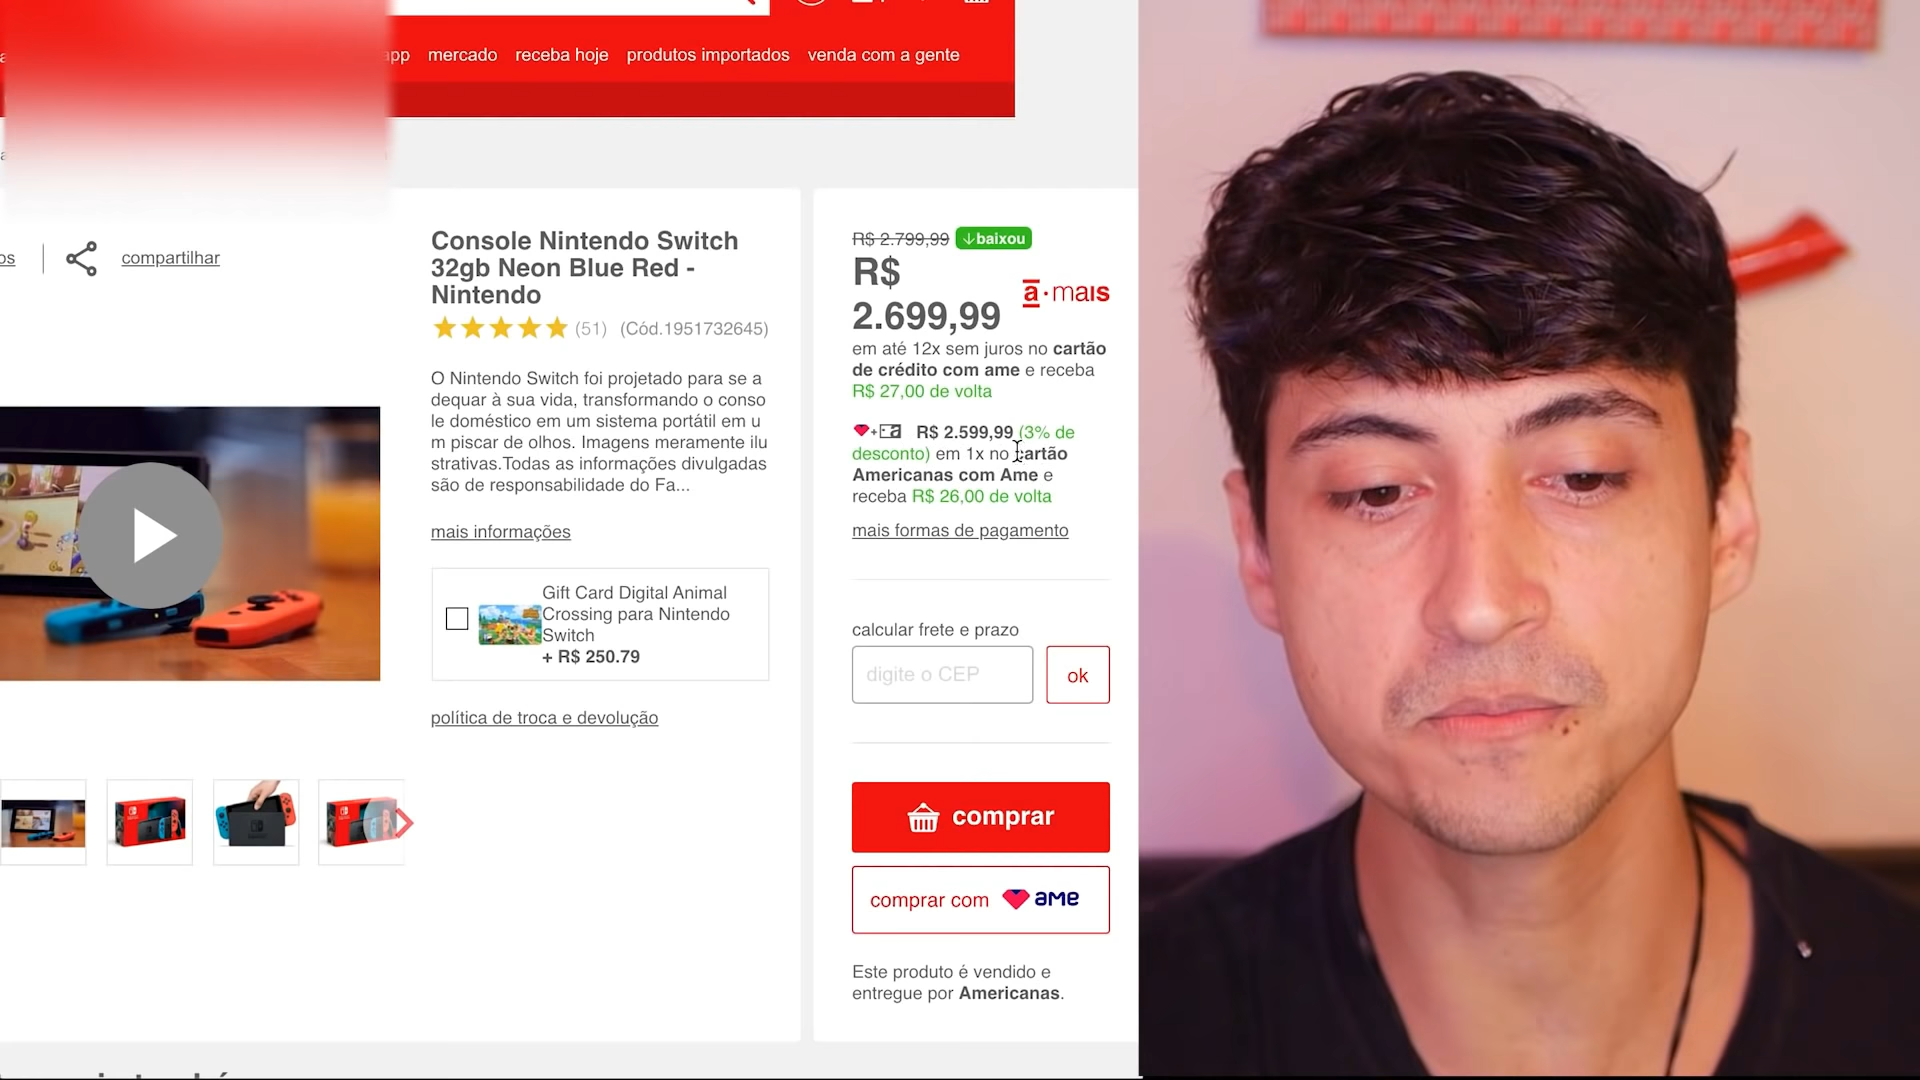 app mercado receba hoje produtos importados venda com a gente
os
compartilhar
Console Nintendo Switch
32gb Neon Blue Red -
Nintendo
(51) (Cód.1951732645)
O Nintendo Switch foi projetado para se a
dequar à sua vida, transformando o conso
le doméstico em um sistema portátil em u
m piscar de olhos. Imagens meramente ilu
strativas.Todas as informações divulgadas
são de responsabilidade do Fa...
mais informações
Gift Card Digital Animal
Crossing para Nintendo
Switch
+ R$ 250.79
política de troca e devolução
R$ 2.799,99 baixou
R$
2.699,99
a·mais
em até 12x sem juros no cartão
de crédito com ame e receba
R$ 27,00 de volta
+ R$ 2.599,99 (3% de
desconto) em 1x no cartão
Americanas com Ame e
receba R$ 26,00 de volta
mais formas de pagamento
calcular frete e prazo
digite o CEP
ok
comprar
comprar com ame
Este produto é vendido e
entregue por Americanas.